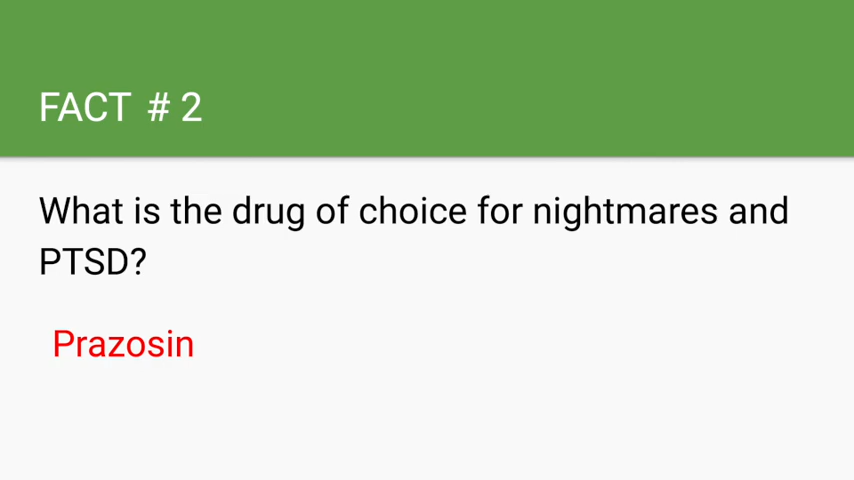 FACT # 2
What is the drug of choice for nightmares and
PTSD?
Prazosin